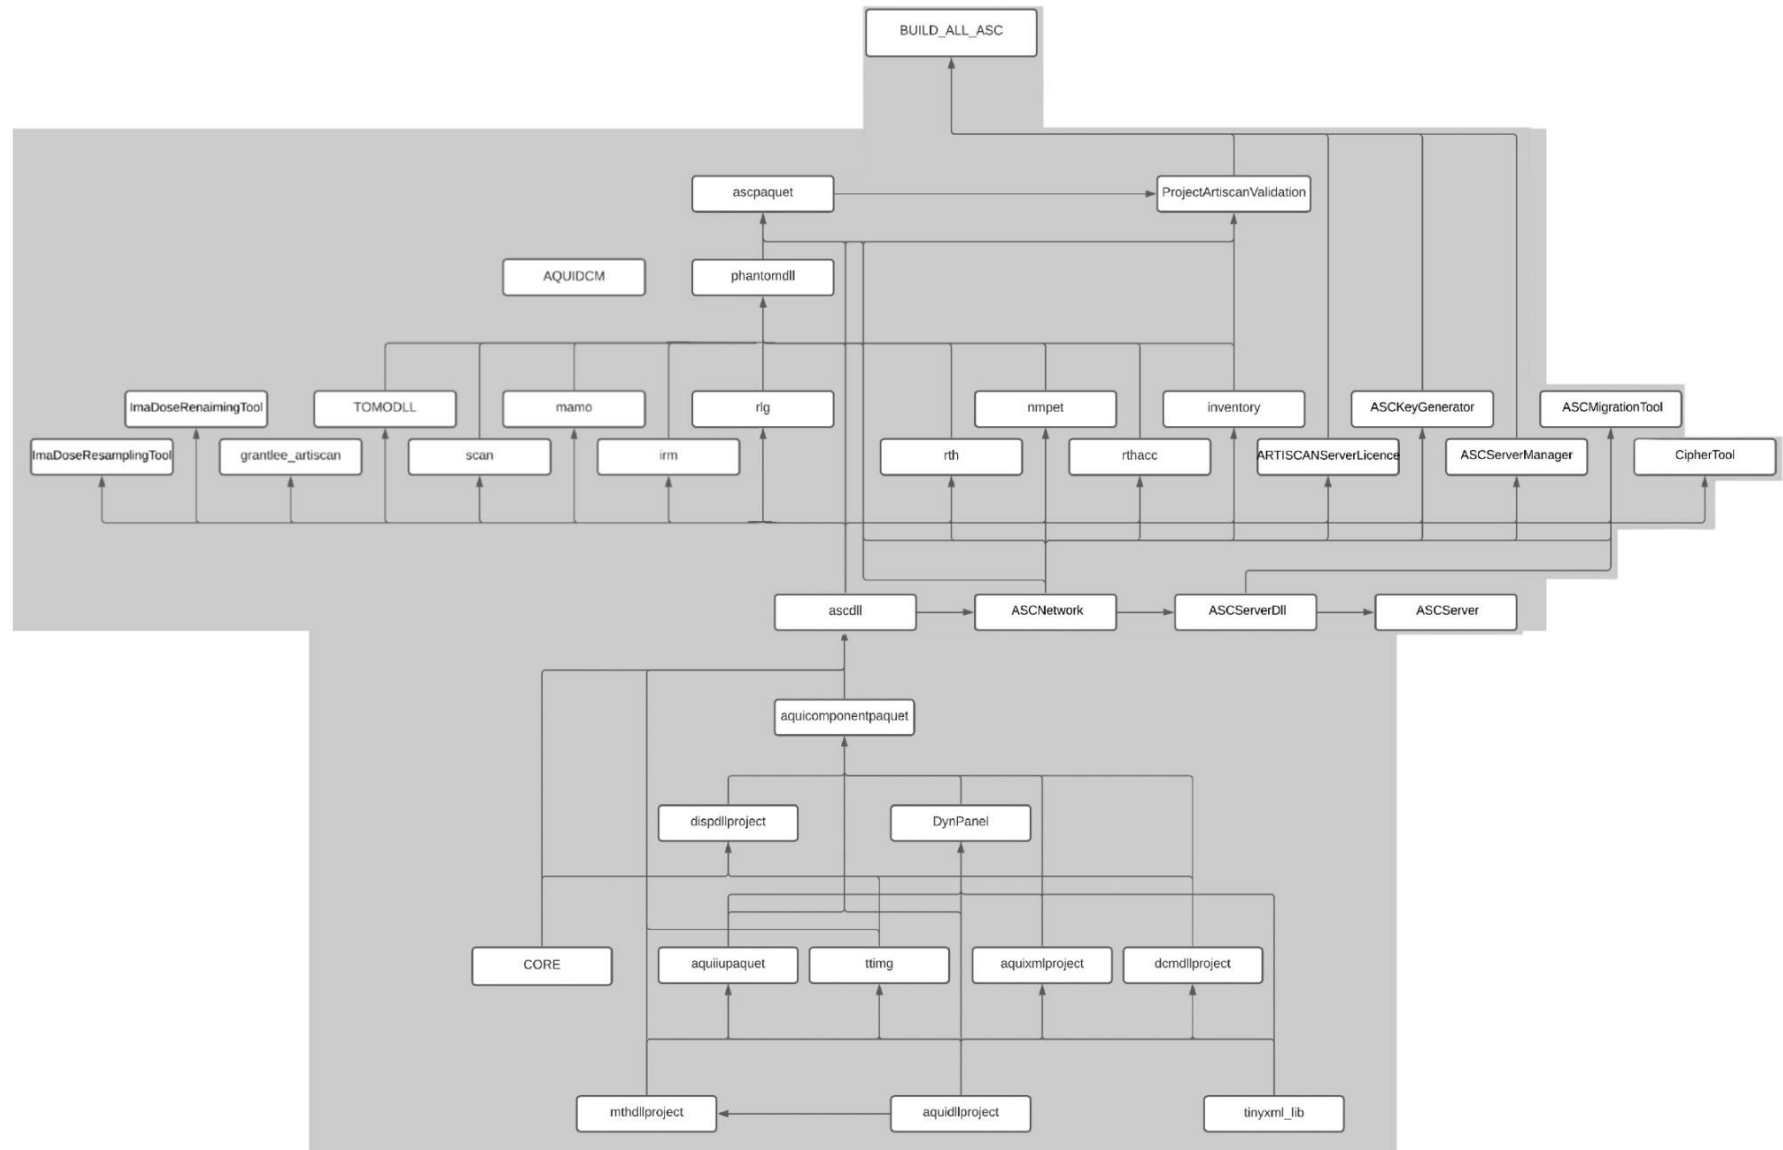 BUILD_ALL_ASC
ascpaquet
ProjectArtiscanValidation
AQUIDCM
phantomdll
ImaDoseRenaimingTool
TOMODLL
mamo
rlg
nmpet
inventory
ASCKeyGenerator
ASCMigrationTool
ImaDoseResamplingTool
grantlee_artiscan
scan
irm
rth
rthacc
ARTISCANServerLicence
ASCServerManager
CipherTool
ascdll
ASCNetwork
ASCServerDll
ASCServer
aquicomponentpaquet
dispdllproject
DynPanel
CORE
aquiiupaquet
ttimg
aquixmlproject
dcmdllproject
mthdllproject
aquidllproject
tinyxml_lib